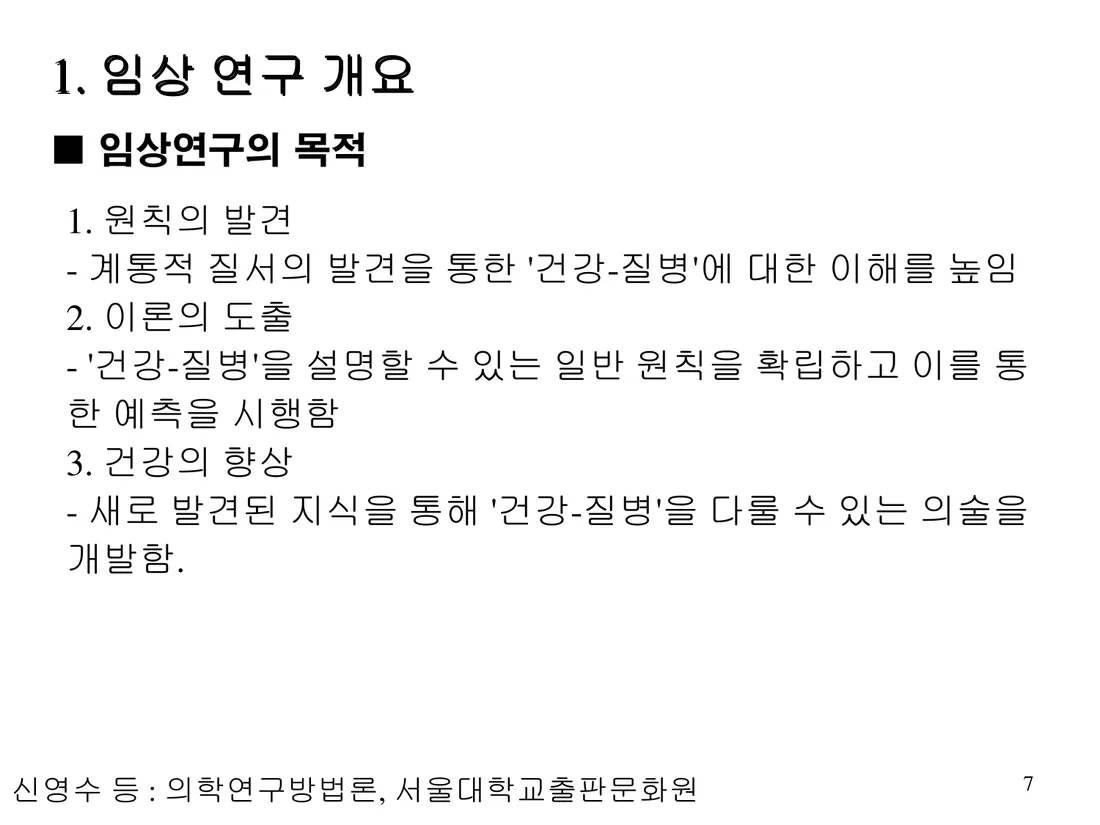 1. 임상 연구 개요
■ 임상연구의 목적
1. 원칙의 발견
- 계통적 질서의 발견을 통한 '건강-질병'에 대한 이해를 높임
2. 이론의 도출
- '건강-질병'을 설명할 수 있는 일반 원칙을 확립하고 이를 통
한 예측을 시행함
3. 건강의 향상
- 새로 발견된 지식을 통해 '건강-질병'을 다룰 수 있는 의술을
개발함.
신영수 등 : 의학연구방법론, 서울대학교출판문화원
7